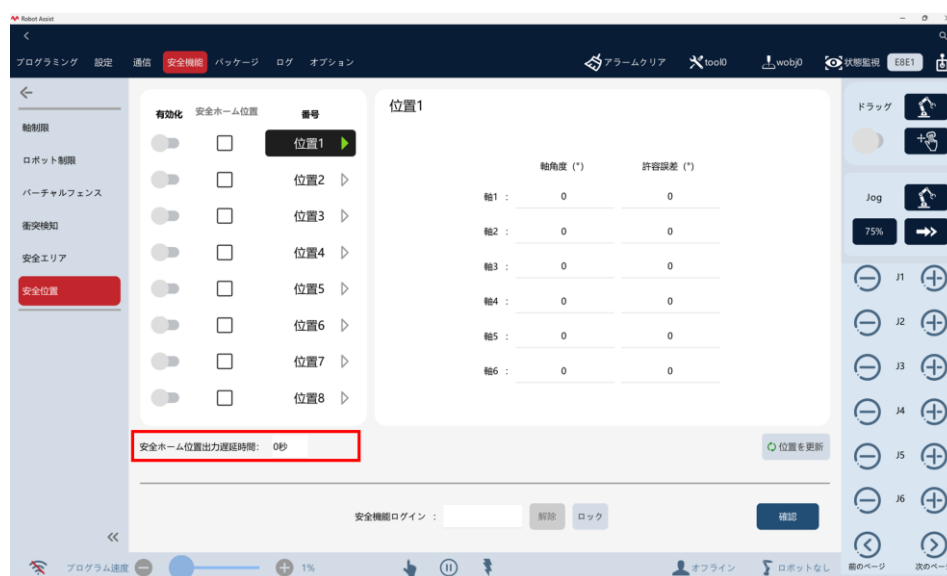 Robot Assist
プログラミング 設定 通信 安全機能 パッケージ ログ オプション アラームクリア tool0 wobj0 状態監視 E8E1
軸制限
ロボット制限
バーチャルフェンス
衝突検知
安全エリア
安全位置
有効化 安全ホーム位置 番号
位置1
位置2
位置3
位置4
位置5
位置6
位置7
位置8
位置1
軸角度 (°) 許容誤差 (°)
軸1 : 0 0
軸2 : 0 0
軸3 : 0 0
軸4 : 0 0
軸5 : 0 0
軸6 : 0 0
安全ホーム位置出力遅延時間: 0秒
位置を更新
安全機能ログイン : 解除 ロック 確認
ドラッグ
Jog
75%
J1
J2
J3
J4
J5
J6
前のページ 次のペー
プログラム速度 1% オフライン ロボットなし